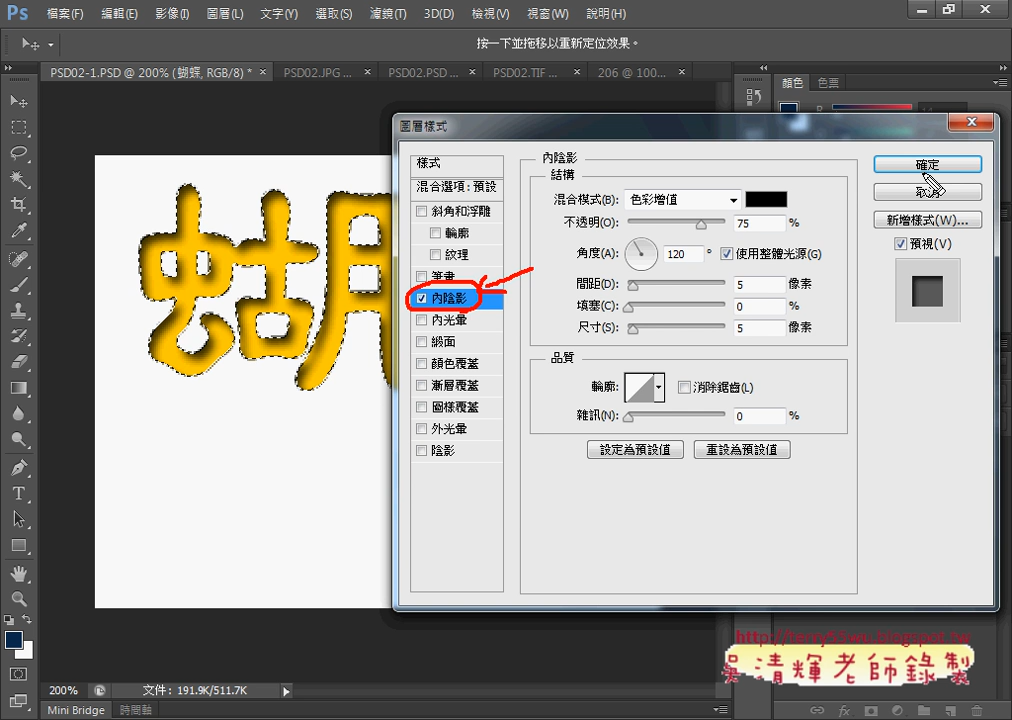 Ps 檔案(F) 編輯(E) 影像(I) 圖層(L) 文字(Y) 選取(S) 濾鏡(T) 3D(D) 檢視(V) 視窗(W) 說明(H)
按一下並拖移以重新定位效果。
PSD02-1.PSD @ 200% (蝴蝶, RGB/8) * × PSD02.JPG ... × PSD02.PSD ... × PSD02.TIF ... × 206 @ 100... ×
顏色 色票
圖層樣式
樣式
混合選項: 預設
斜角和浮雕
輪廓
紋理
筆畫
內陰影
內光暈
緞面
顏色覆蓋
漸層覆蓋
圖樣覆蓋
外光暈
陰影
內陰影
結構
混合模式(B): 色彩增值
不透明(O): 75 %
角度(A): 120 ° 使用整體光源(G)
間距(D): 5 像素
填塞(C): 0 %
尺寸(S): 5 像素
品質
輪廓: 消除鋸齒(L)
雜訊(N): 0 %
設定為預設值 重設為預設值
確定
取消
新增樣式(W)...
預視(V)
蝴
http://terry55wu.blogspot.tw
吳清輝老師錄製
200% 文件: 191.9K/511.7K
Mini Bridge 時間軸
T
fx